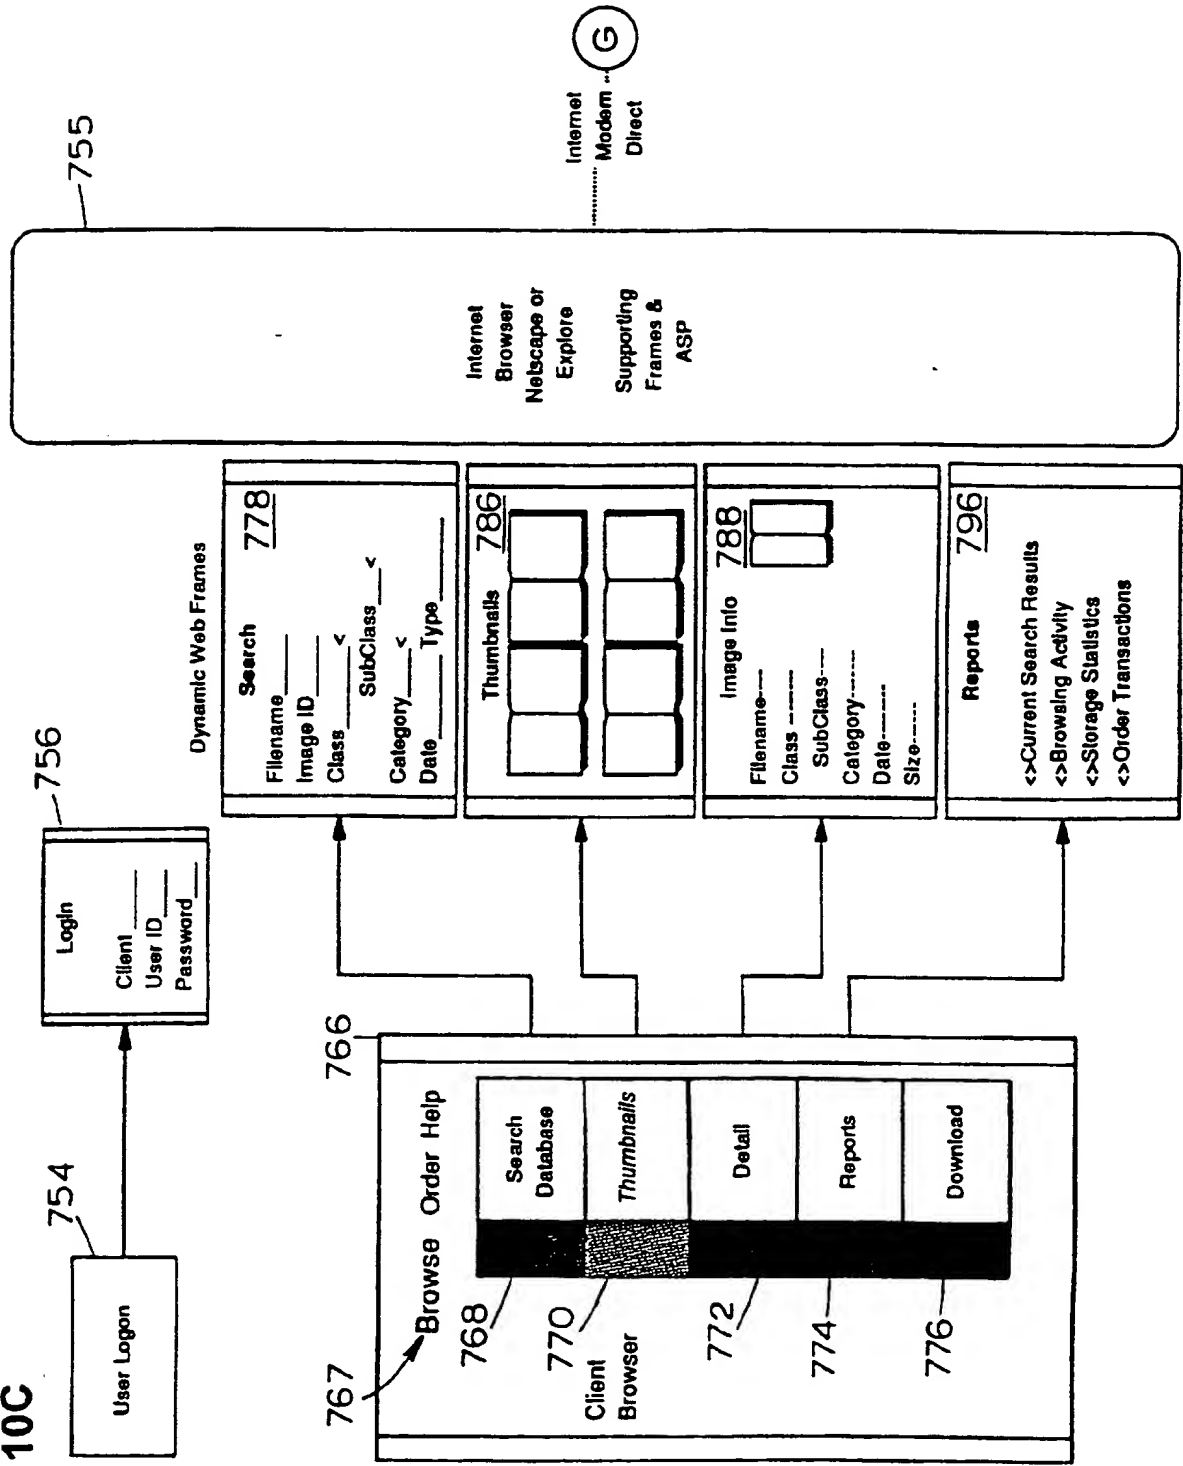 10C
User Logon
754
756
Login
Client
User ID
Password
766
767
Browse Order Help
768
770
772
774
776
Client
Browser
Search
Database
Thumbnails
Detail
Reports
Download
Dynamic Web Frames
Search
778
Filename
Image ID
Class <
SubClass <
Category <
Date Type
Thumbnails
786
Image Info
788
Filename----
Class --------
SubClass----
Category-------
Date------
Size------
Reports
796
<>Current Search Results
<>Browsing Activity
<>Storage Statistics
<>Order Transactions
755
Internet
Browser
Netscape or
Explore
Supporting
Frames &
ASP
Internet
Modem
Direct
G